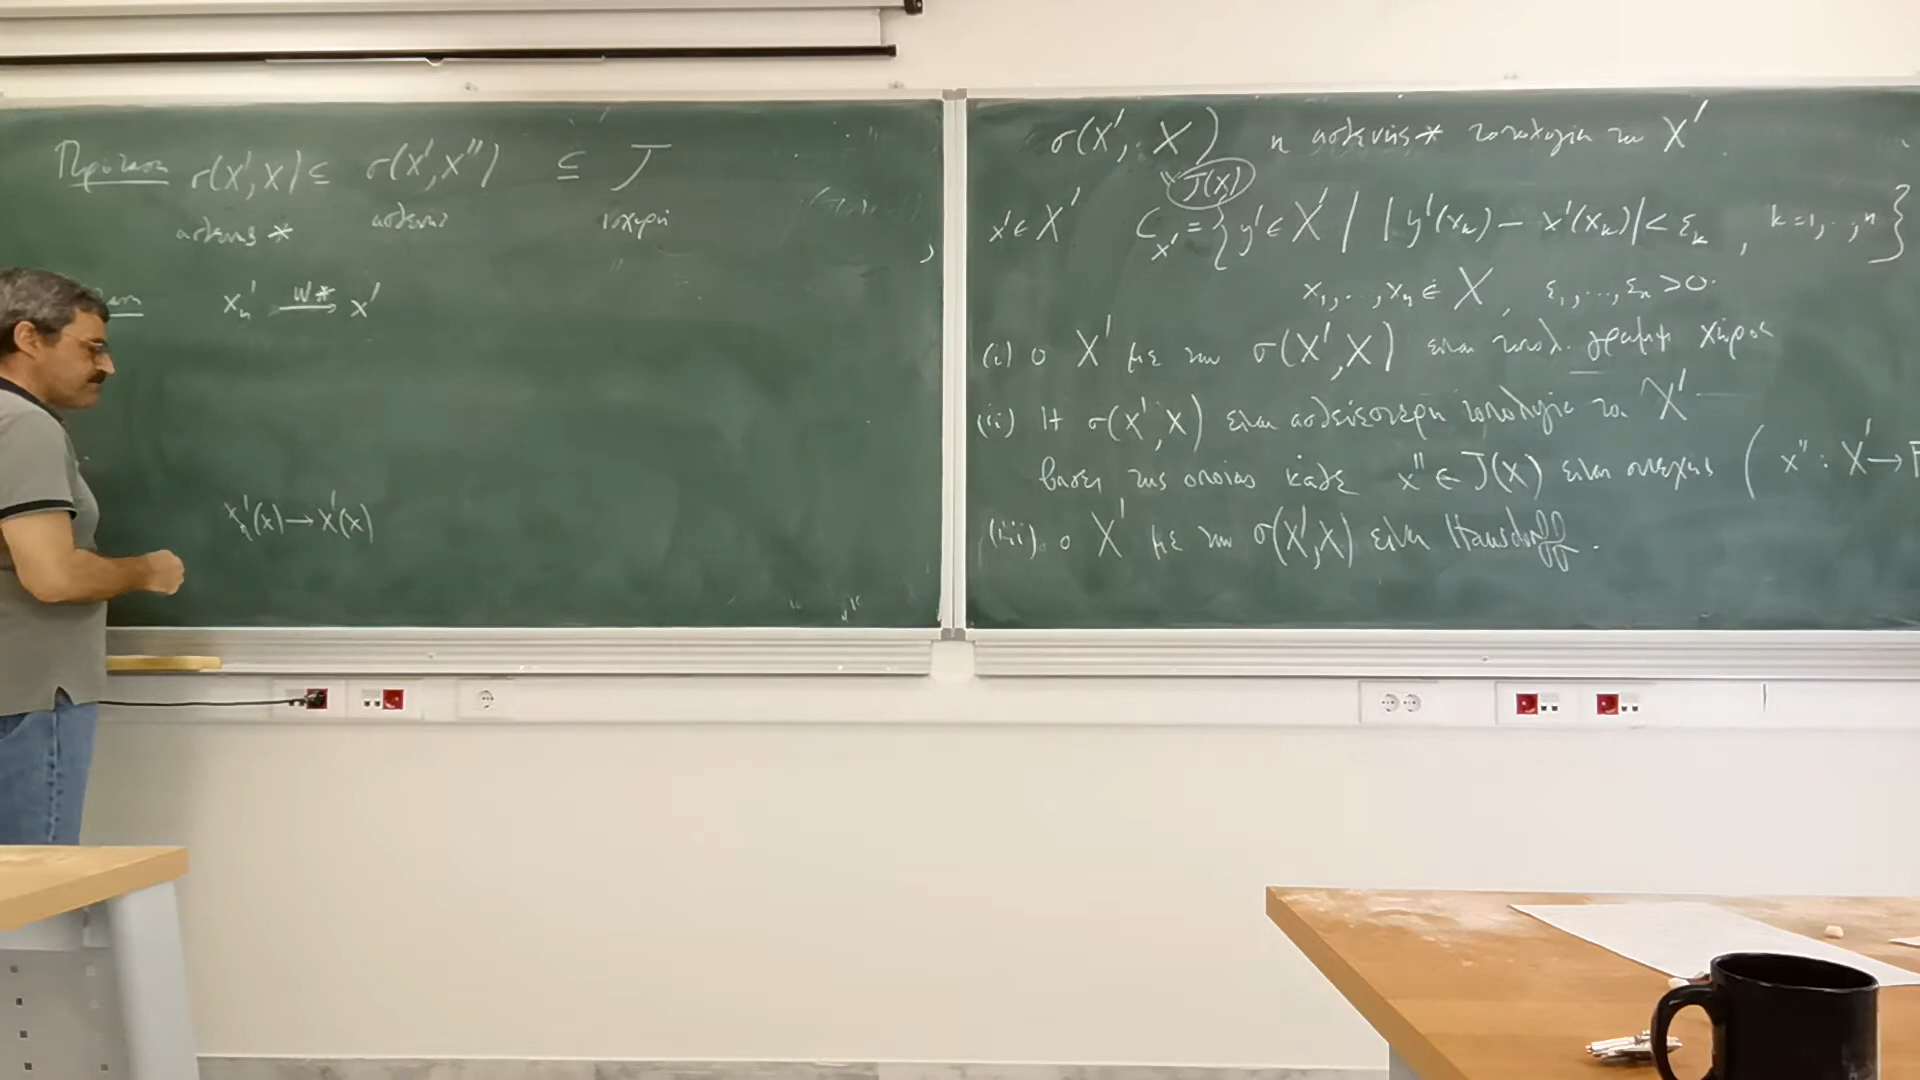 Πρόταση σ(X′,X) ⊆ σ(X′,X″) ⊆ J
ασθενής * ασθενής ισχυρή
x′ₙ —w*→ x′
x′ₙ(x) → x′(x)
σ(X′, X) η ασθενής * τοπολογία του X′
"J(X)
x′ ∈ X′ C_x′ = { y′ ∈ X′ | |y′(xₖ) − x′(xₖ)| < εₖ , k=1,...,n }
x₁,...,xₙ ∈ X, ε₁,...,εₙ > 0.
(i) ο X′ με την σ(X′,X) είναι τοπολ. γραμμ χώρος
(ii) Η σ(X′,X) είναι ασθενέστερη τοπολογία του X′
βάσει της οποίας κάθε x″ ∈ J(X) είναι συνεχής ( x″ : X′ → F
(iii) ο X′ με την σ(X′,X) είναι Hausdorff.